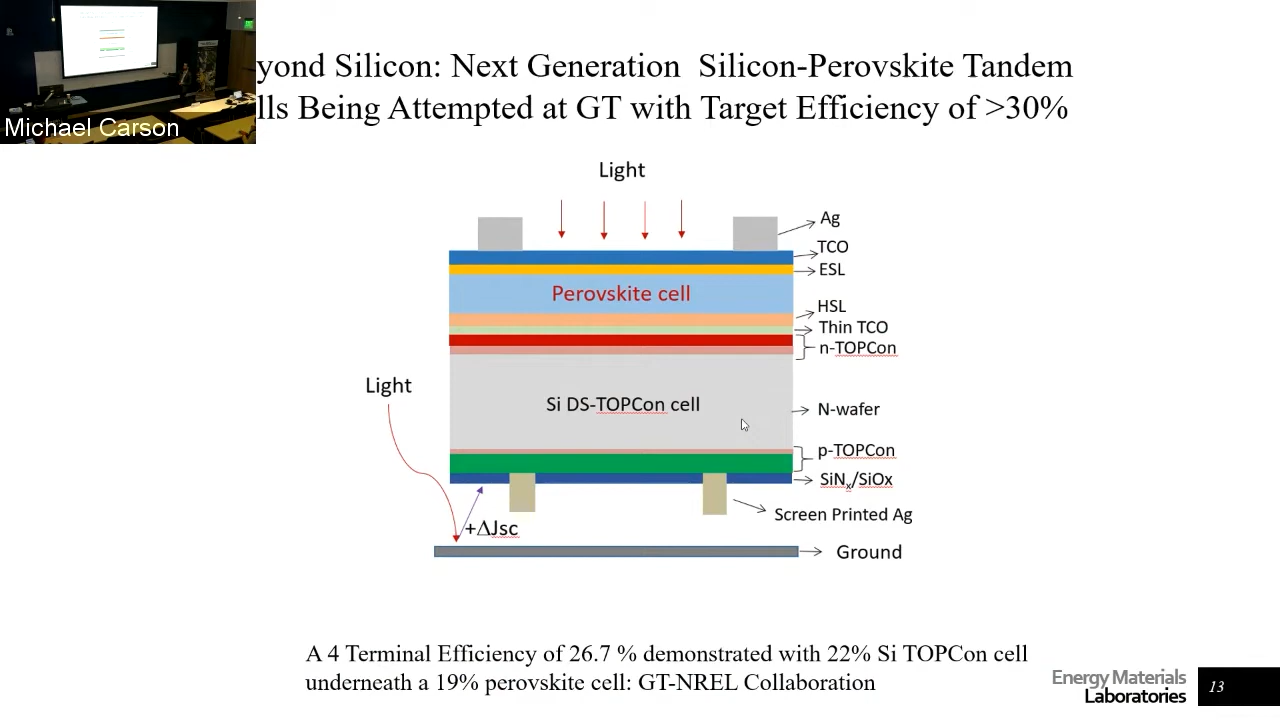 yond Silicon: Next Generation Silicon-Perovskite Tandem
lls Being Attempted at GT with Target Efficiency of >30%
Michael Carson
Light
Ag
TCO
ESL
Perovskite cell
HSL
Thin TCO
n-TOPCon
Light
Si DS-TOPCon cell
N-wafer
p-TOPCon
SiNx/SiOx
Screen Printed Ag
+ΔJsc
Ground
A 4 Terminal Efficiency of 26.7 % demonstrated with 22% Si TOPCon cell
underneath a 19% perovskite cell: GT-NREL Collaboration
Energy Materials
Laboratories
13